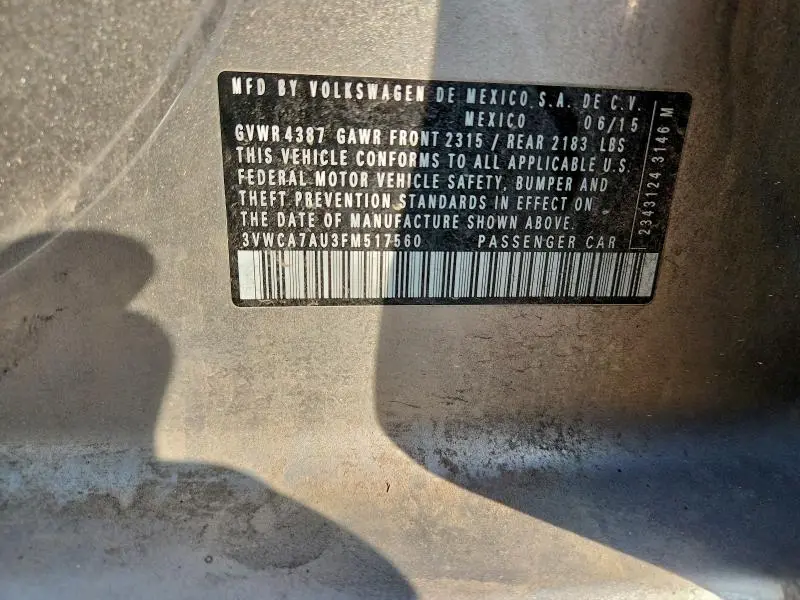 MFD BY VOLKSWAGEN DE MEXICO S.A. DE C.V.
MEXICO 06/15
GVWR 4387 GAWR FRONT 2315 / REAR 2183 LBS
THIS VEHICLE CONFORMS TO ALL APPLICABLE U.S.
FEDERAL MOTOR VEHICLE SAFETY, BUMPER AND
THEFT PREVENTION STANDARDS IN EFFECT ON
THE DATE OF MANUFACTURE SHOWN ABOVE.
3VWCA7AU3FM517560 PASSENGER CAR
2343124 3146 M